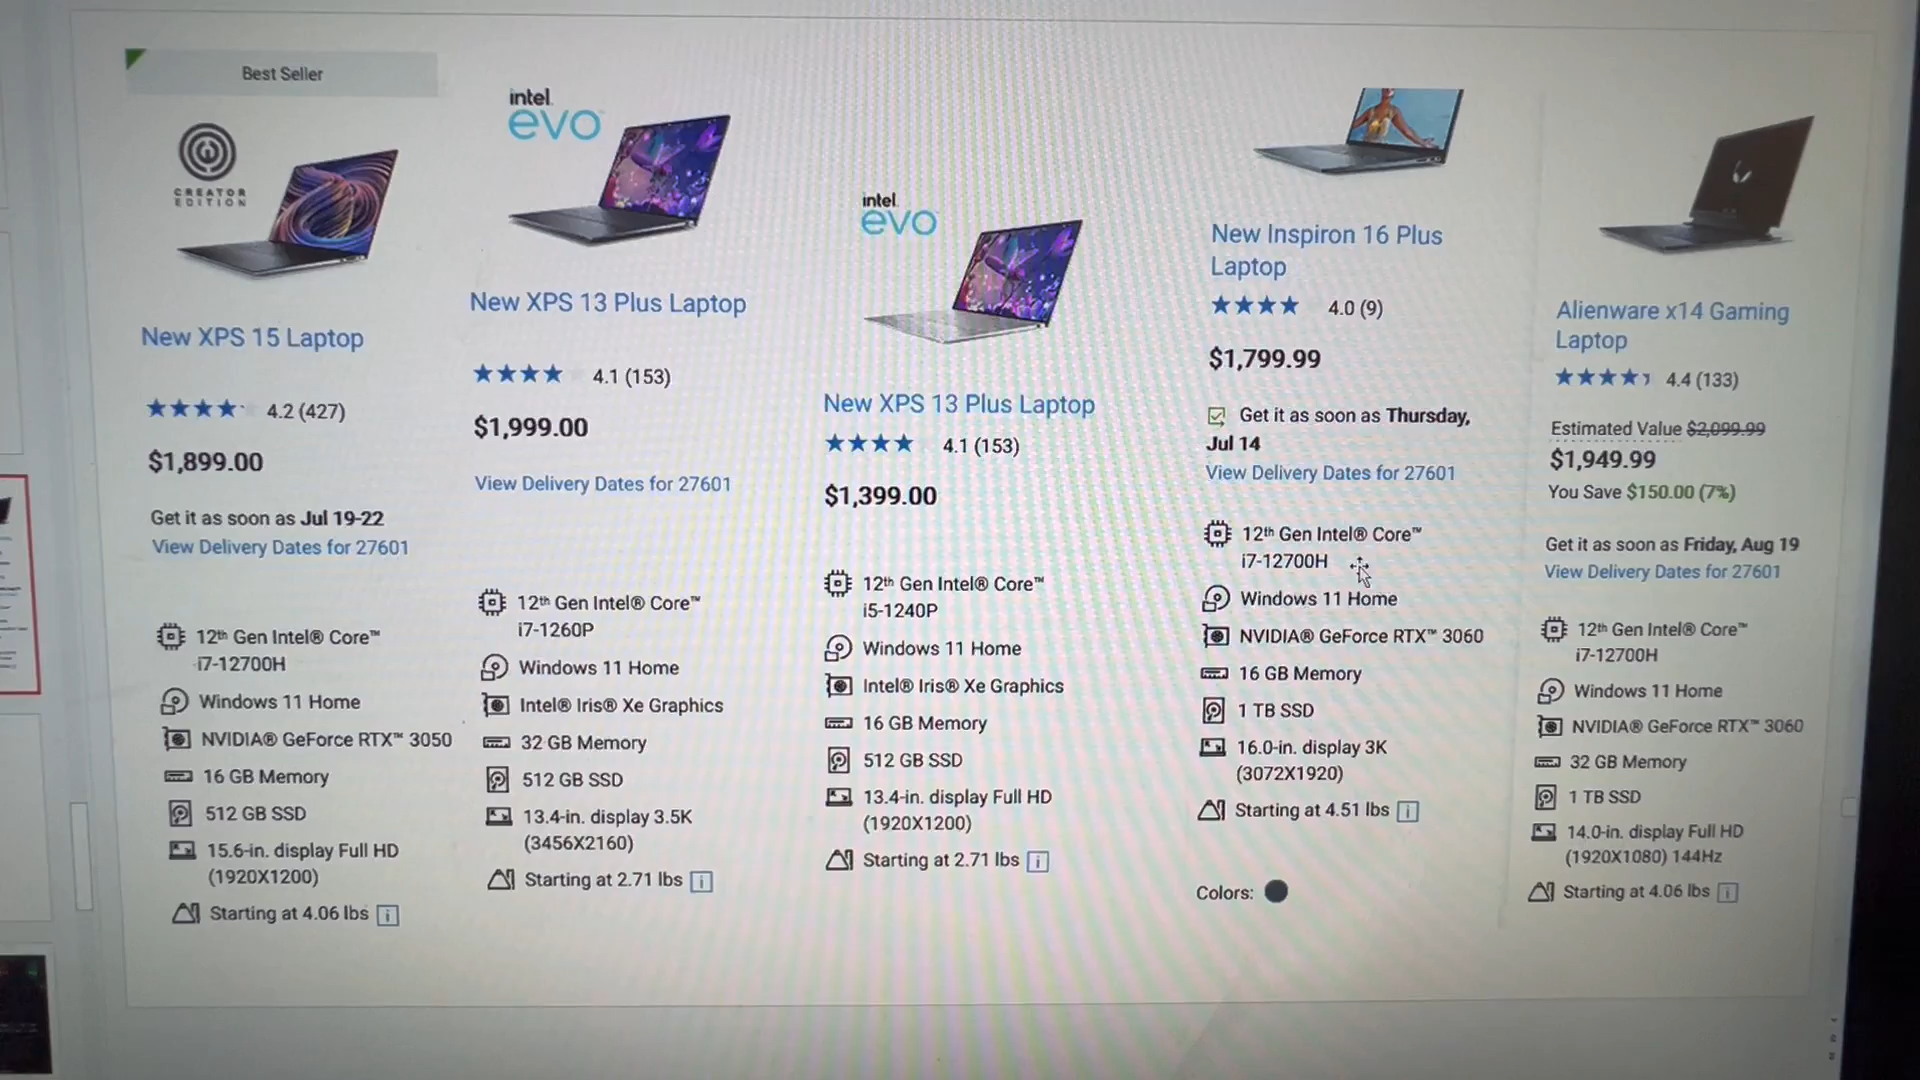 Best Seller
CREATOR
EDITION
New XPS 15 Laptop
4.2 (427)
$1,899.00
Get it as soon as Jul 19-22
View Delivery Dates for 27601
12th Gen Intel® Core™
i7-12700H
Windows 11 Home
NVIDIA® GeForce RTX™ 3050
16 GB Memory
512 GB SSD
15.6-in. display Full HD
(1920X1200)
Starting at 4.06 lbs
intel
evo
New XPS 13 Plus Laptop
4.1 (153)
$1,999.00
View Delivery Dates for 27601
12th Gen Intel® Core™
i7-1260P
Windows 11 Home
Intel® Iris® Xe Graphics
32 GB Memory
512 GB SSD
13.4-in. display 3.5K
(3456X2160)
Starting at 2.71 lbs
intel
evo
New XPS 13 Plus Laptop
4.1 (153)
$1,399.00
12th Gen Intel® Core™
i5-1240P
Windows 11 Home
Intel® Iris® Xe Graphics
16 GB Memory
512 GB SSD
13.4-in. display Full HD
(1920X1200)
Starting at 2.71 lbs
New Inspiron 16 Plus
Laptop
4.0 (9)
$1,799.99
Get it as soon as Thursday,
Jul 14
View Delivery Dates for 27601
12th Gen Intel® Core™
i7-12700H
Windows 11 Home
NVIDIA® GeForce RTX™ 3060
16 GB Memory
1 TB SSD
16.0-in. display 3K
(3072X1920)
Starting at 4.51 lbs
Colors:
Alienware x14 Gaming
Laptop
4.4 (133)
Estimated Value $2,099.99
$1,949.99
You Save $150.00 (7%)
Get it as soon as Friday, Aug 19
View Delivery Dates for 27601
12th Gen Intel® Core™
i7-12700H
Windows 11 Home
NVIDIA® GeForce RTX™ 3060
32 GB Memory
1 TB SSD
14.0-in. display Full HD
(1920X1080) 144Hz
Starting at 4.06 lbs